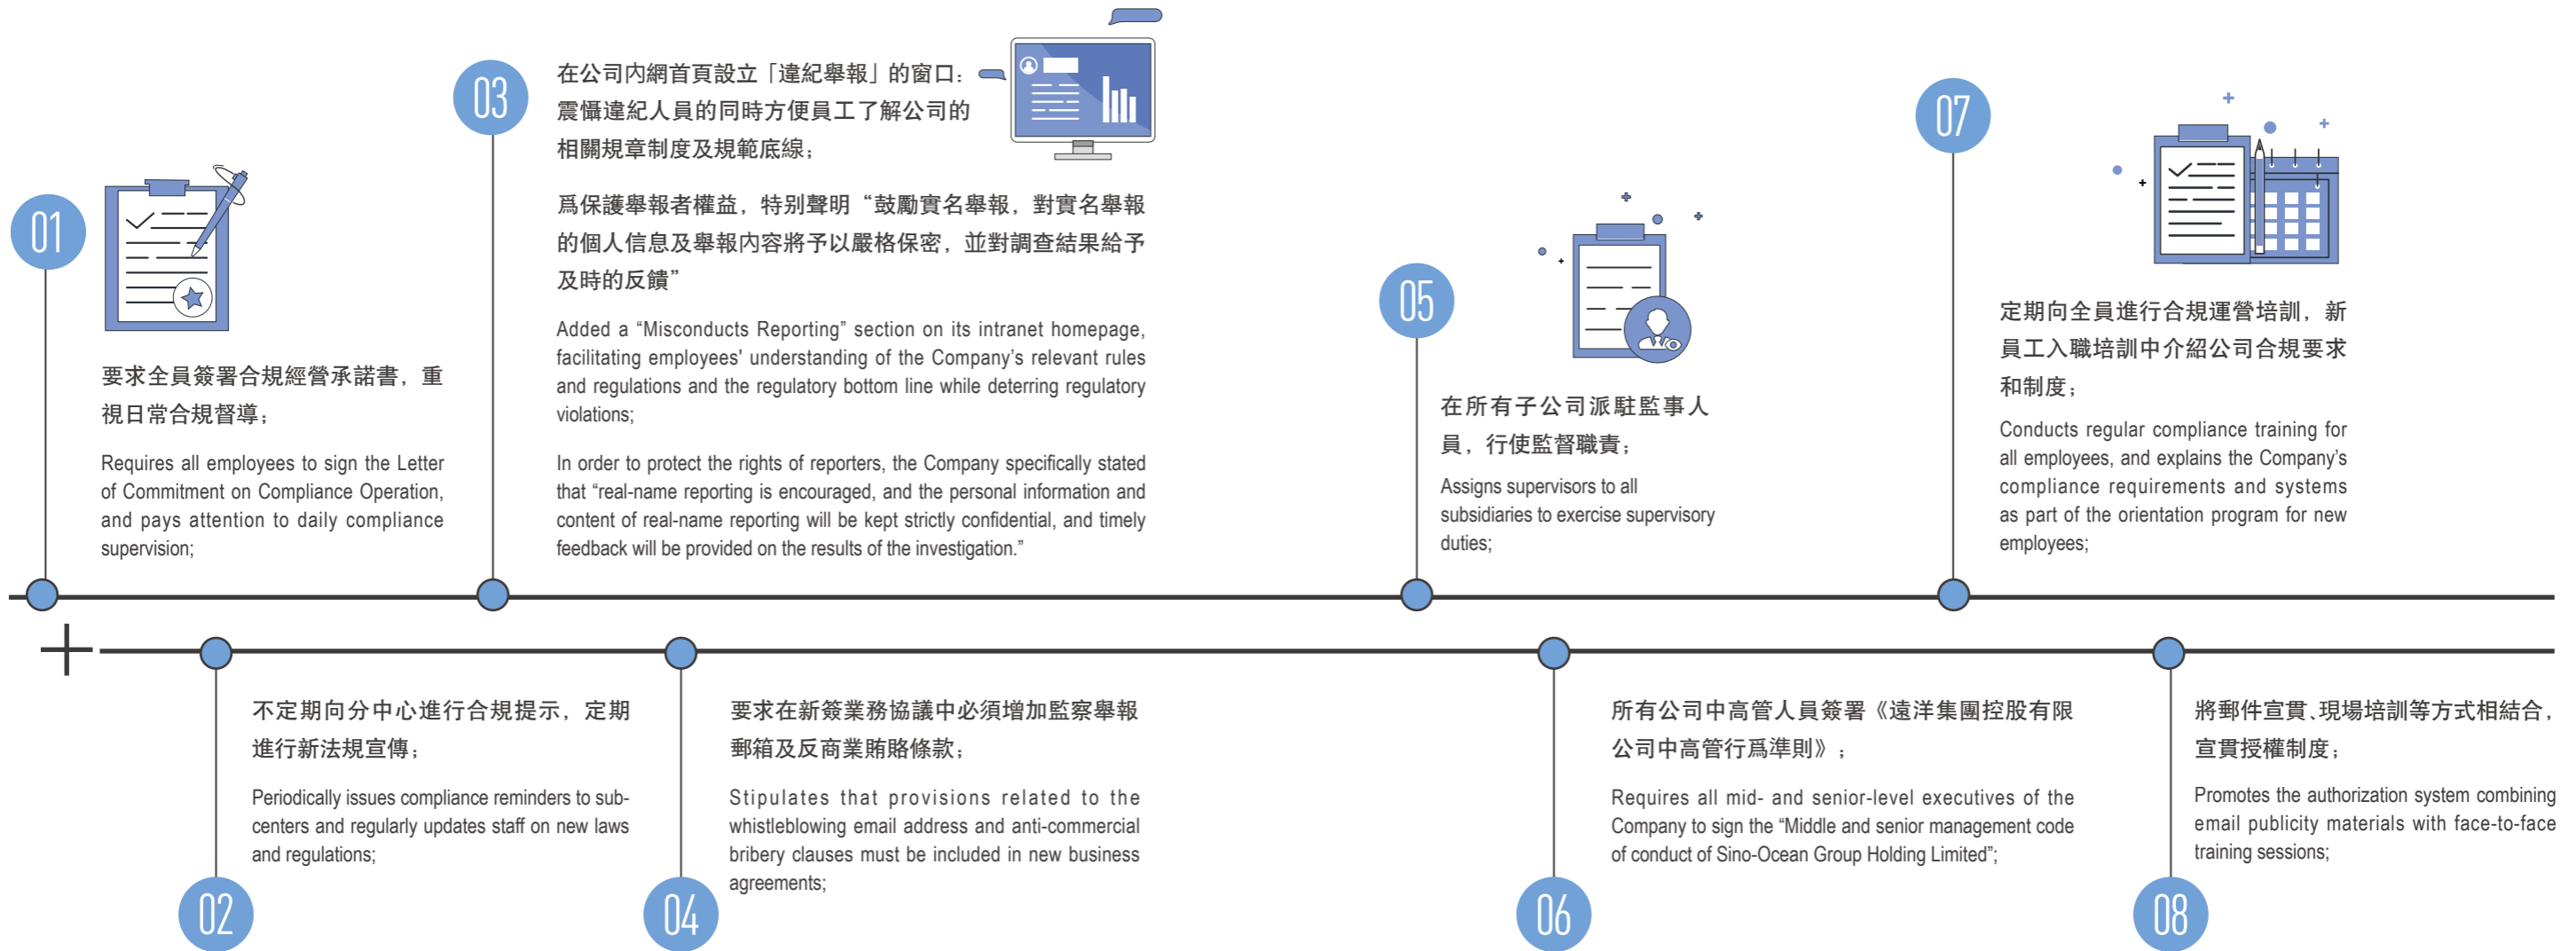 01
要求全員簽署合規經營承諾書，重
視日常合規督導；
Requires all employees to sign the Letter
of Commitment on Compliance Operation,
and pays attention to daily compliance
supervision;
02
不定期向分中心進行合規提示，定期
進行新法規宣傳；
Periodically issues compliance reminders to sub-
centers and regularly updates staff on new laws
and regulations;
03
在公司内網首頁設立「違紀舉報」的窗口：
震懾違紀人員的同時方便員工了解公司的
相關規章制度及規範底線；
爲保護舉報者權益，特别聲明“鼓勵實名舉報，對實名舉報
的個人信息及舉報内容將予以嚴格保密，並對調查結果給予
及時的反饋”
Added a “Misconducts Reporting” section on its intranet homepage,
facilitating employees' understanding of the Company’s relevant rules
and regulations and the regulatory bottom line while deterring regulatory
violations;
In order to protect the rights of reporters, the Company specifically stated
that “real-name reporting is encouraged, and the personal information and
content of real-name reporting will be kept strictly confidential, and timely
feedback will be provided on the results of the investigation.”
04
要求在新簽業務協議中必須增加監察舉報
郵箱及反商業賄賂條款；
Stipulates that provisions related to the
whistleblowing email address and anti-commercial
bribery clauses must be included in new business
agreements;
05
在所有子公司派駐監事人
員，行使監督職責；
Assigns supervisors to all
subsidiaries to exercise supervisory
duties;
06
所有公司中高管人員簽署《遠洋集團控股有限
公司中高管行爲準則》；
Requires all mid- and senior-level executives of the
Company to sign the “Middle and senior management code
of conduct of Sino-Ocean Group Holding Limited”;
07
定期向全員進行合規運營培訓，新
員工入職培訓中介紹公司合規要求
和制度；
Conducts regular compliance training for
all employees, and explains the Company’s
compliance requirements and systems
as part of the orientation program for new
employees;
08
將郵件宣貫、現場培訓等方式相結合，
宣貫授權制度；
Promotes the authorization system combining
email publicity materials with face-to-face
training sessions;